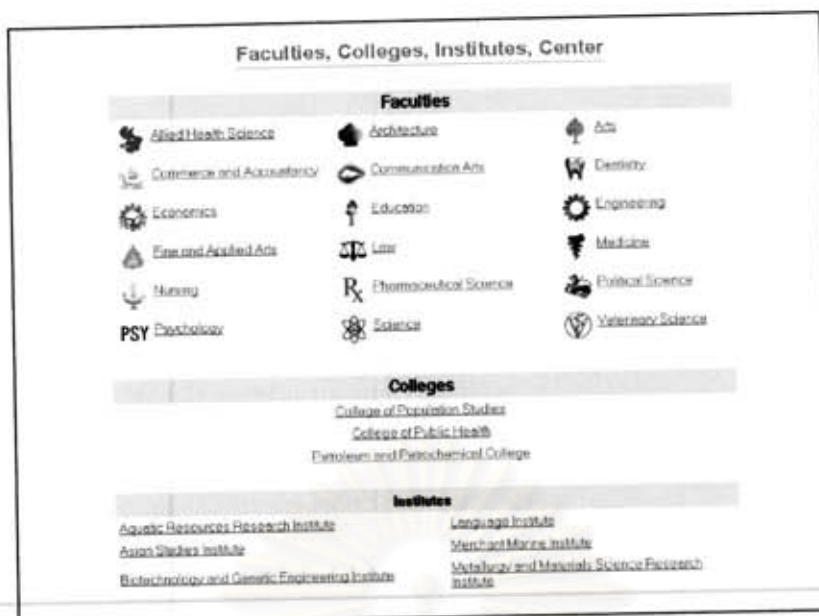 Faculties, Colleges, Institutes, Center
Faculties
Allied Health Science Architecture Arts
Commerce and Accountancy Communication Arts Dentistry
Economics Education Engineering
Fine and Applied Arts Law Medicine
Nursing Rx Pharmaceutical Science Political Science
PSY Psychology Science Veterinary Science
Colleges
College of Population Studies
College of Public Health
Petroleum and Petrochemical College
Institutes
Aquatic Resources Research Institute Language Institute
Asian Studies Institute Merchant Marine Institute
Biotechnology and Genetic Engineering Institute Metallurgy and Materials Science Research
Institute